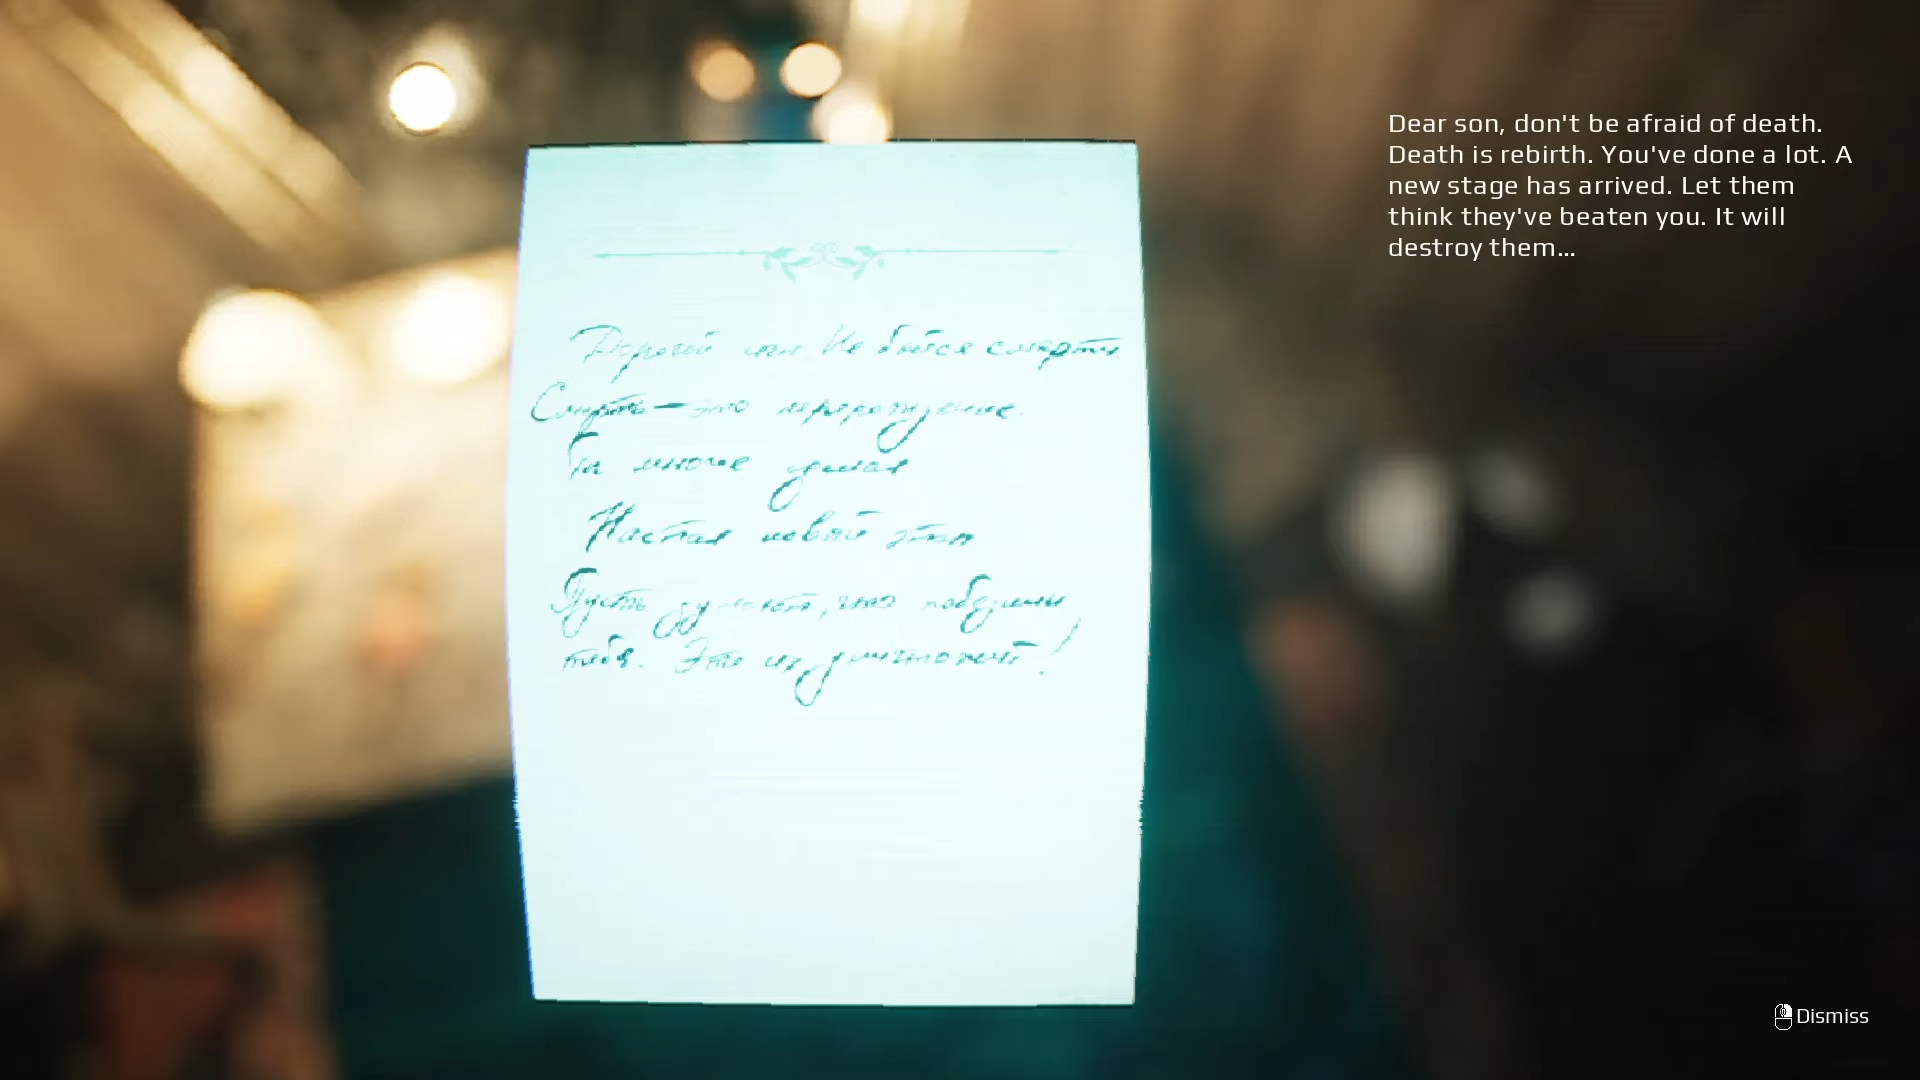 Дорогой сын Не бойся смерти
Смерть — это перерождение.
Ты многое сделал
Настал новый этап
Пусть думают, что победили
тебя. Это их уничтожит!
Dear son, don't be afraid of death.
Death is rebirth. You've done a lot. A
new stage has arrived. Let them
think they've beaten you. It will
destroy them...
Dismiss